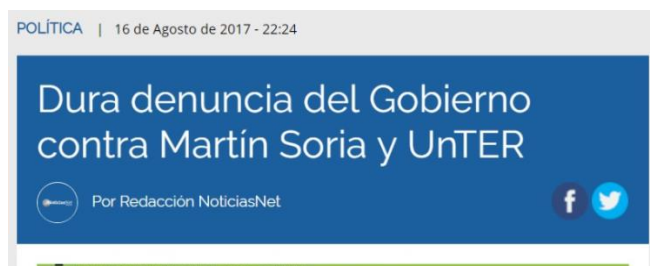 POLÍTICA | 16 de Agosto de 2017 - 22:24
Dura denuncia del Gobierno
contra Martín Soria y UnTER
Por Redacción NoticiasNet